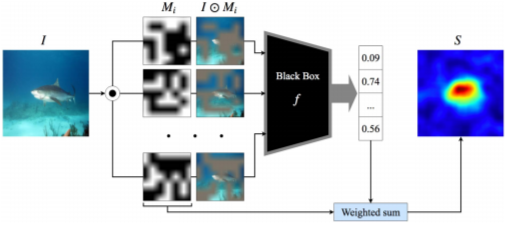 I
M_i
I ⊙ M_i
S
Black Box
f
0.09
0.74
...
0.56
. . .
Weighted sum